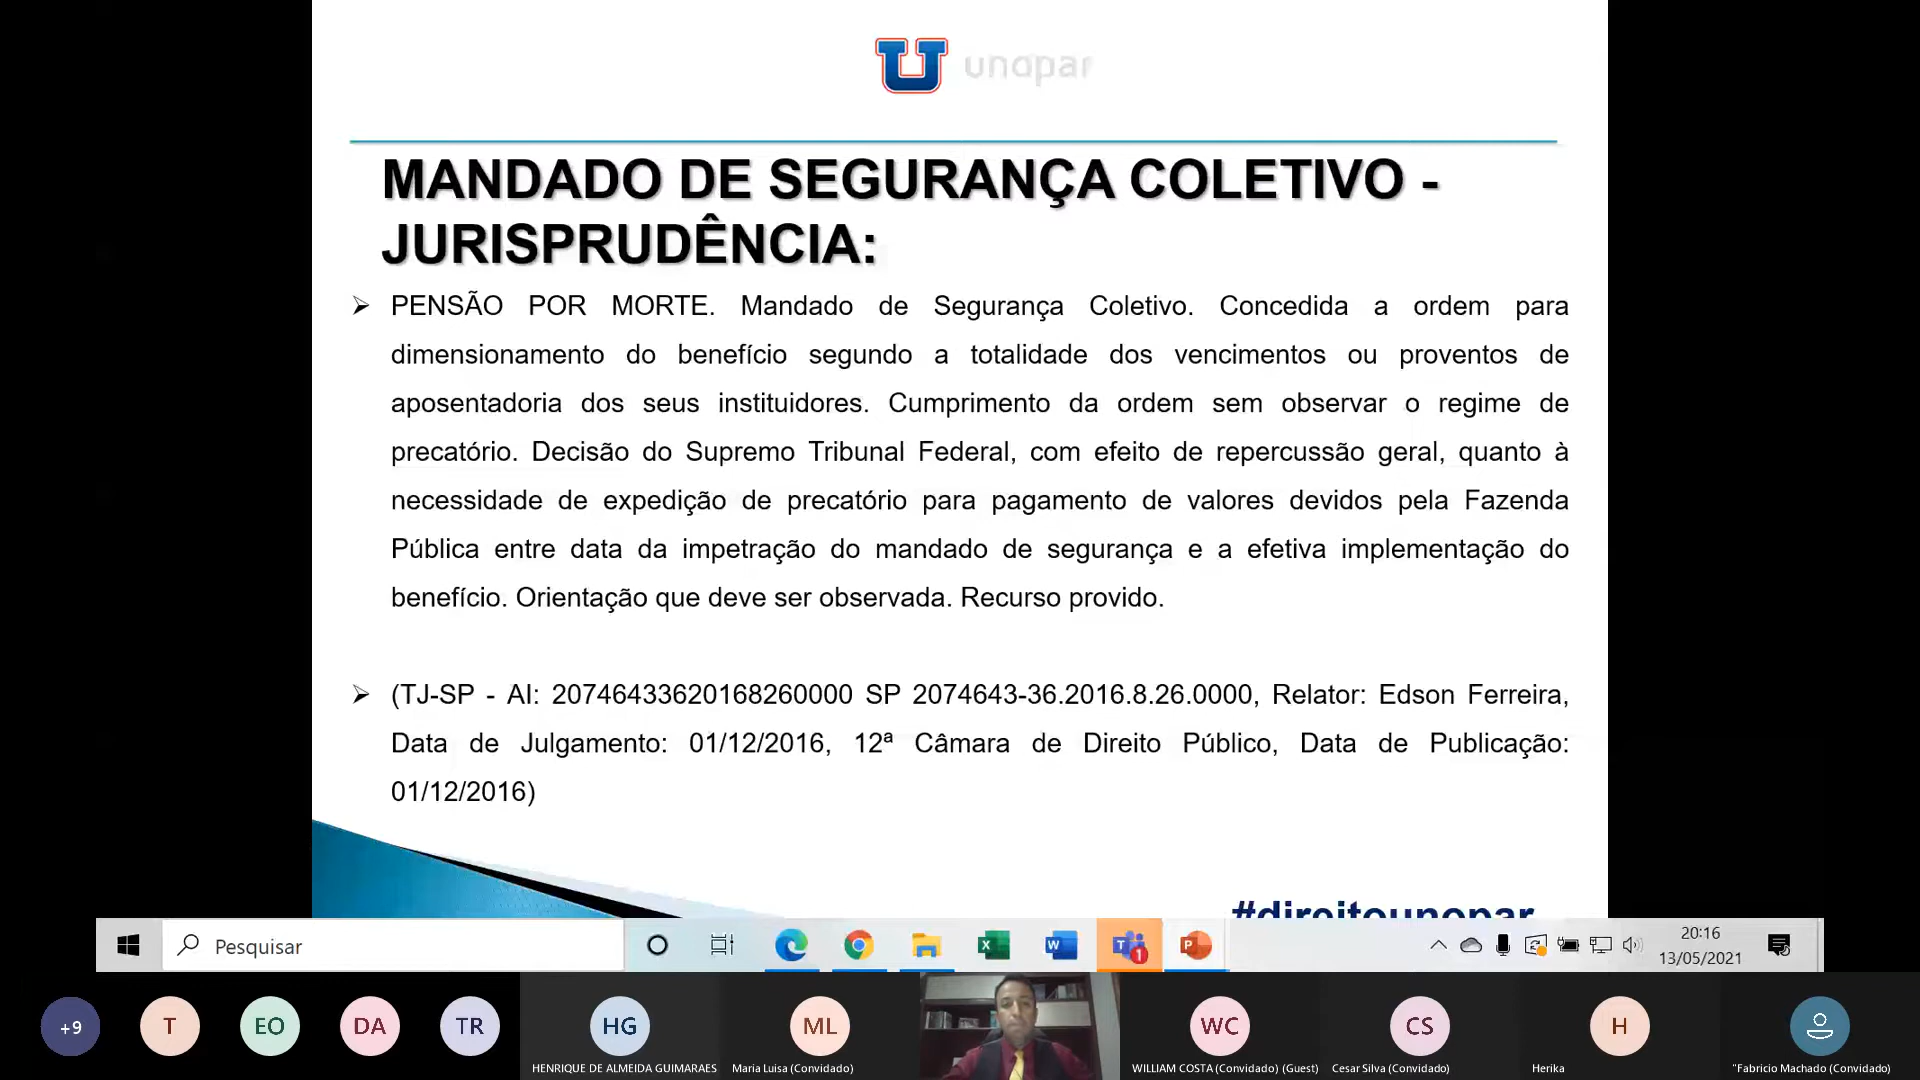 unopar
MANDADO DE SEGURANÇA COLETIVO -
JURISPRUDÊNCIA:
PENSÃO POR MORTE. Mandado de Segurança Coletivo. Concedida a ordem para
dimensionamento do benefício segundo a totalidade dos vencimentos ou proventos de
aposentadoria dos seus instituidores. Cumprimento da ordem sem observar o regime de
precatório. Decisão do Supremo Tribunal Federal, com efeito de repercussão geral, quanto à
necessidade de expedição de precatório para pagamento de valores devidos pela Fazenda
Pública entre data da impetração do mandado de segurança e a efetiva implementação do
benefício. Orientação que deve ser observada. Recurso provido.
(TJ-SP - AI: 20746433620168260000 SP 2074643-36.2016.8.26.0000, Relator: Edson Ferreira,
Data de Julgamento: 01/12/2016, 12ª Câmara de Direito Público, Data de Publicação:
01/12/2016)
#direitounopar
Pesquisar
1
20:16
13/05/2021
+9
T
EO
DA
TR
HG
ML
WC
CS
H
HENRIQUE DE ALMEIDA GUIMARAES
Maria Luisa (Convidado)
WILLIAM COSTA (Convidado) (Guest)
Cesar Silva (Convidado)
Herika
"Fabricio Machado (Convidado)